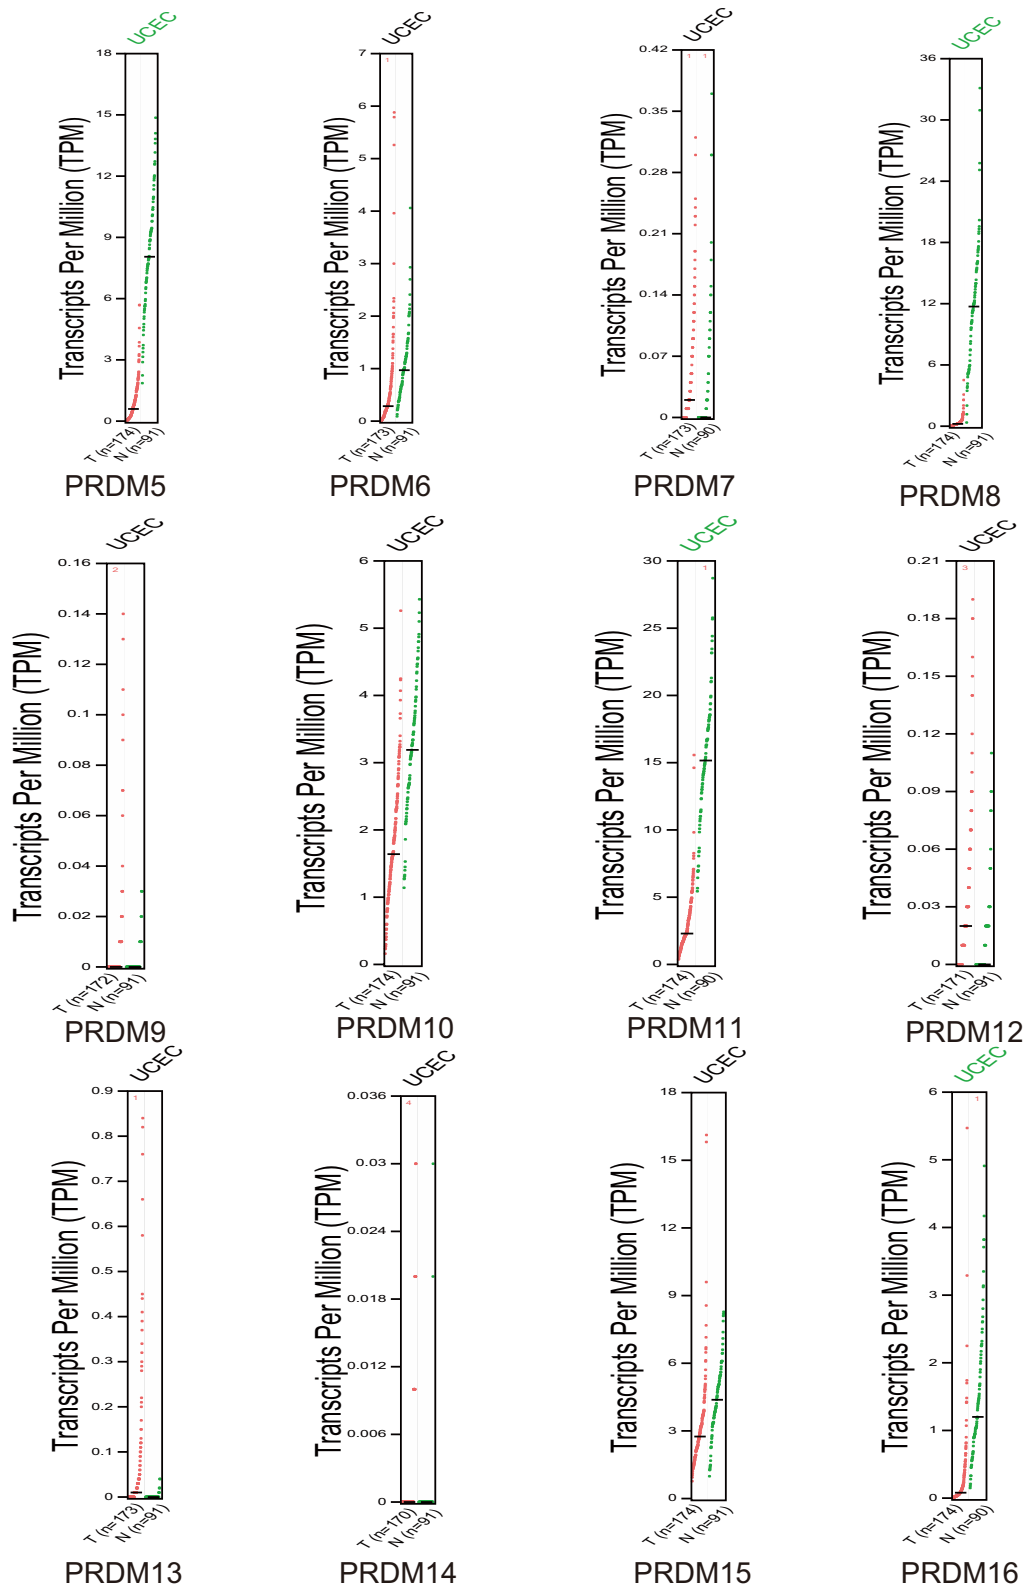 UCEC
18
15
12
9
6
3
0
Transcripts Per Million (TPM)
T (n=174)
N (n=91)
PRDM5
UCEC
7
6
5
4
3
2
1
0
1
Transcripts Per Million (TPM)
T (n=173)
N (n=91)
PRDM6
UCEC
0.42
0.35
0.28
0.21
0.14
0.07
0
1
1
Transcripts Per Million (TPM)
T (n=173)
N (n=90)
PRDM7
UCEC
36
30
24
18
12
6
0
Transcripts Per Million (TPM)
T (n=174)
N (n=91)
PRDM8
UCEC
0.16
0.14
0.12
0.1
0.08
0.06
0.04
0.02
0
2
Transcripts Per Million (TPM)
T (n=172)
N (n=91)
PRDM9
UCEC
6
5
4
3
2
1
0
Transcripts Per Million (TPM)
T (n=174)
N (n=91)
PRDM10
UCEC
30
25
20
15
10
5
0
1
Transcripts Per Million (TPM)
T (n=174)
N (n=90)
PRDM11
UCEC
0.21
0.18
0.15
0.12
0.09
0.06
0.03
0
3
Transcripts Per Million (TPM)
T (n=171)
N (n=91)
PRDM12
UCEC
0.9
0.8
0.7
0.6
0.5
0.4
0.3
0.2
0.1
0
1
Transcripts Per Million (TPM)
T (n=173)
N (n=91)
PRDM13
UCEC
0.036
0.03
0.024
0.018
0.012
0.006
0
4
Transcripts Per Million (TPM)
T (n=170)
N (n=91)
PRDM14
UCEC
18
15
12
9
6
3
0
Transcripts Per Million (TPM)
T (n=174)
N (n=91)
PRDM15
UCEC
6
5
4
3
2
1
0
1
Transcripts Per Million (TPM)
T (n=174)
N (n=90)
PRDM16